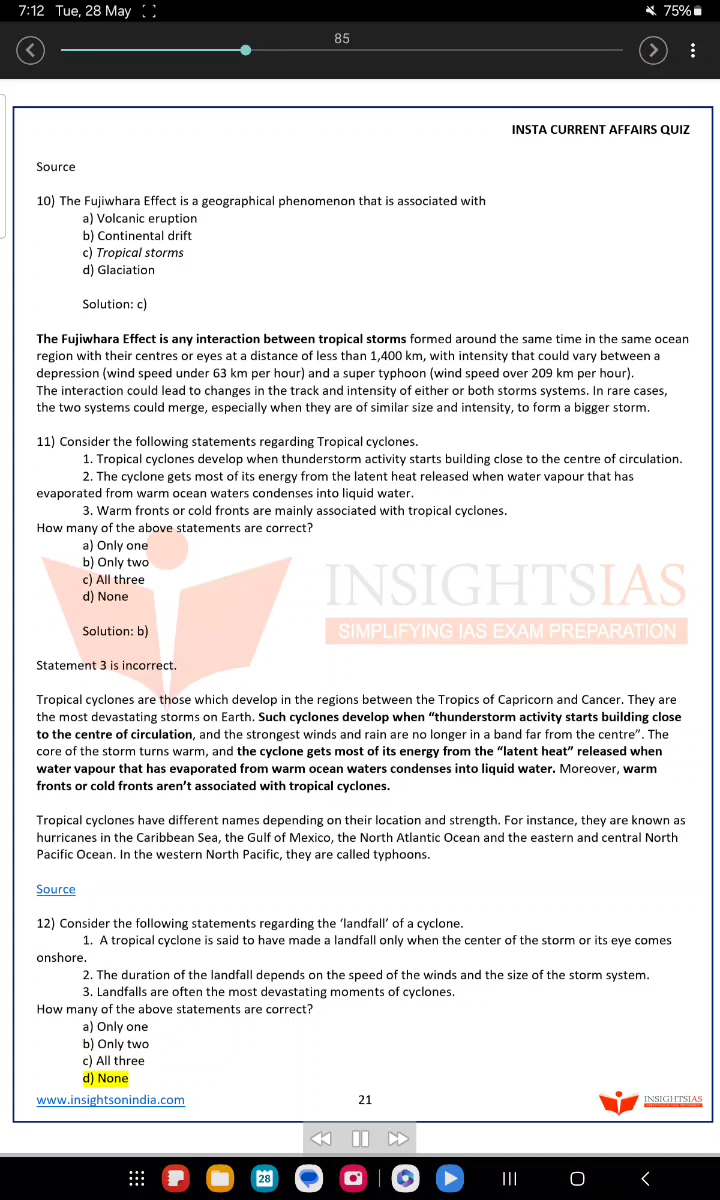 7:12 Tue, 28 May
75%
85
INSTA CURRENT AFFAIRS QUIZ
Source
10) The Fujiwhara Effect is a geographical phenomenon that is associated with
a) Volcanic eruption
b) Continental drift
c) Tropical storms
d) Glaciation
Solution: c)
The Fujiwhara Effect is any interaction between tropical storms formed around the same time in the same ocean
region with their centres or eyes at a distance of less than 1,400 km, with intensity that could vary between a
depression (wind speed under 63 km per hour) and a super typhoon (wind speed over 209 km per hour).
The interaction could lead to changes in the track and intensity of either or both storms systems. In rare cases,
the two systems could merge, especially when they are of similar size and intensity, to form a bigger storm.
11) Consider the following statements regarding Tropical cyclones.
1. Tropical cyclones develop when thunderstorm activity starts building close to the centre of circulation.
2. The cyclone gets most of its energy from the latent heat released when water vapour that has
evaporated from warm ocean waters condenses into liquid water.
3. Warm fronts or cold fronts are mainly associated with tropical cyclones.
How many of the above statements are correct?
a) Only one
b) Only two
c) All three
d) None
INSIGHTSIAS
SIMPLIFYING IAS EXAM PREPARATION
Solution: b)
Statement 3 is incorrect.
Tropical cyclones are those which develop in the regions between the Tropics of Capricorn and Cancer. They are
the most devastating storms on Earth. Such cyclones develop when “thunderstorm activity starts building close
to the centre of circulation, and the strongest winds and rain are no longer in a band far from the centre”. The
core of the storm turns warm, and the cyclone gets most of its energy from the “latent heat” released when
water vapour that has evaporated from warm ocean waters condenses into liquid water. Moreover, warm
fronts or cold fronts aren’t associated with tropical cyclones.
Tropical cyclones have different names depending on their location and strength. For instance, they are known as
hurricanes in the Caribbean Sea, the Gulf of Mexico, the North Atlantic Ocean and the eastern and central North
Pacific Ocean. In the western North Pacific, they are called typhoons.
Source
12) Consider the following statements regarding the ‘landfall’ of a cyclone.
1. A tropical cyclone is said to have made a landfall only when the center of the storm or its eye comes
onshore.
2. The duration of the landfall depends on the speed of the winds and the size of the storm system.
3. Landfalls are often the most devastating moments of cyclones.
How many of the above statements are correct?
a) Only one
b) Only two
c) All three
d) None
www.insightsonindia.com
21
INSIGHTSIAS
28